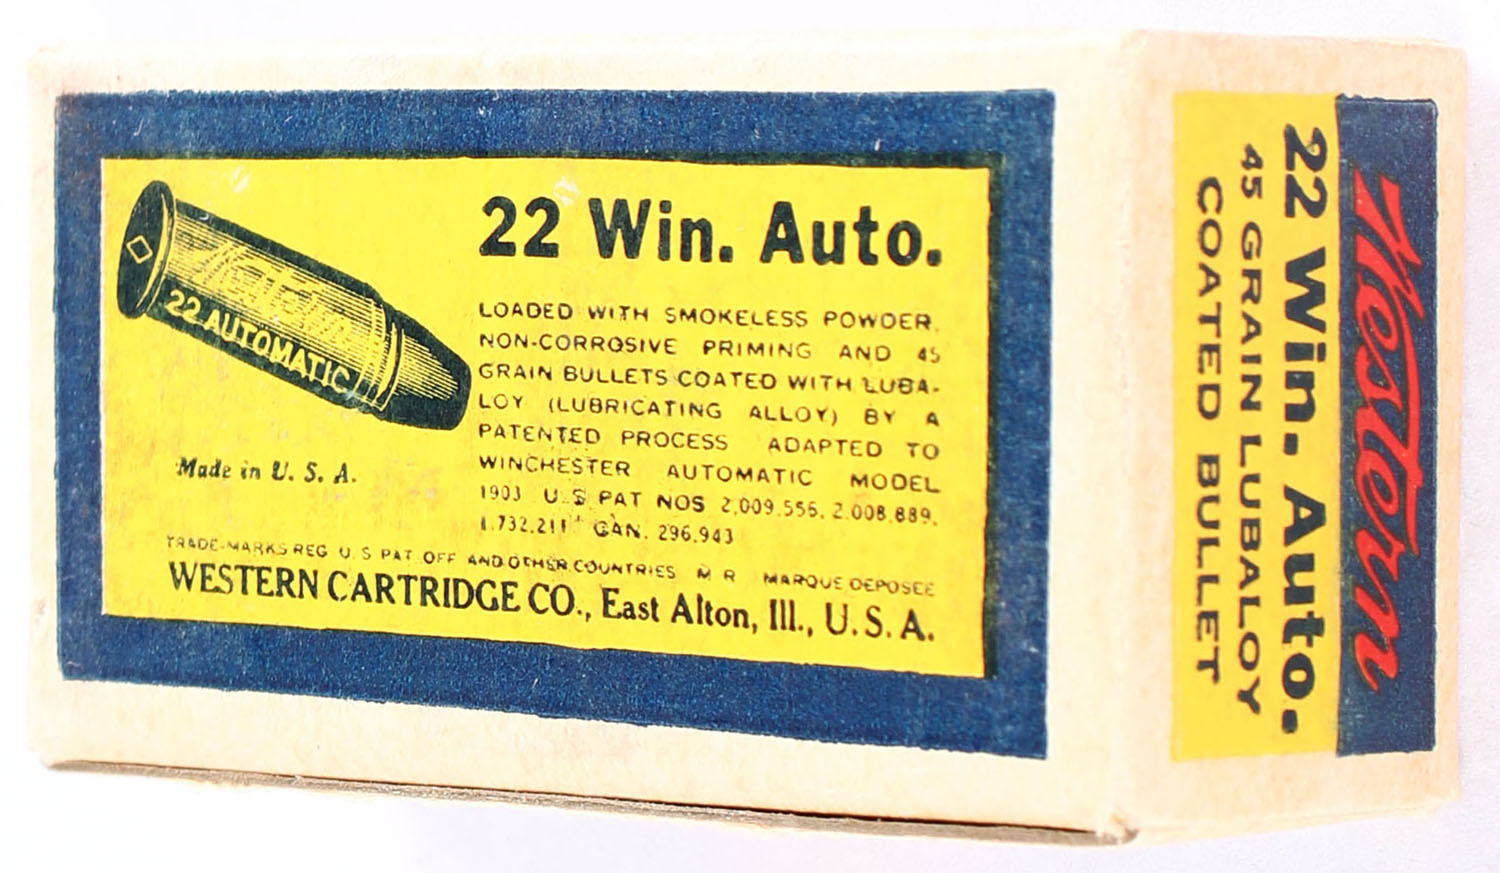 22 Win. Auto.
LOADED WITH SMOKELESS POWDER,
NON-CORROSIVE PRIMING AND 45
GRAIN BULLETS COATED WITH LUBA-
LOY (LUBRICATING ALLOY) BY A
PATENTED PROCESS ADAPTED TO
WINCHESTER AUTOMATIC MODEL
1903 U.S. PAT NOS 2,009,556, 2,008,889,
1,732,211 CAN. 296,943
Western
22 AUTOMATIC
Made in U. S. A.
TRADE-MARKS REG U.S PAT. OFF AND OTHER COUNTRIES M R MARQUE DEPOSEE
WESTERN CARTRIDGE CO., East Alton, Ill., U. S. A.
Western
22 Win. Auto.
45 GRAIN LUBALOY
COATED BULLET